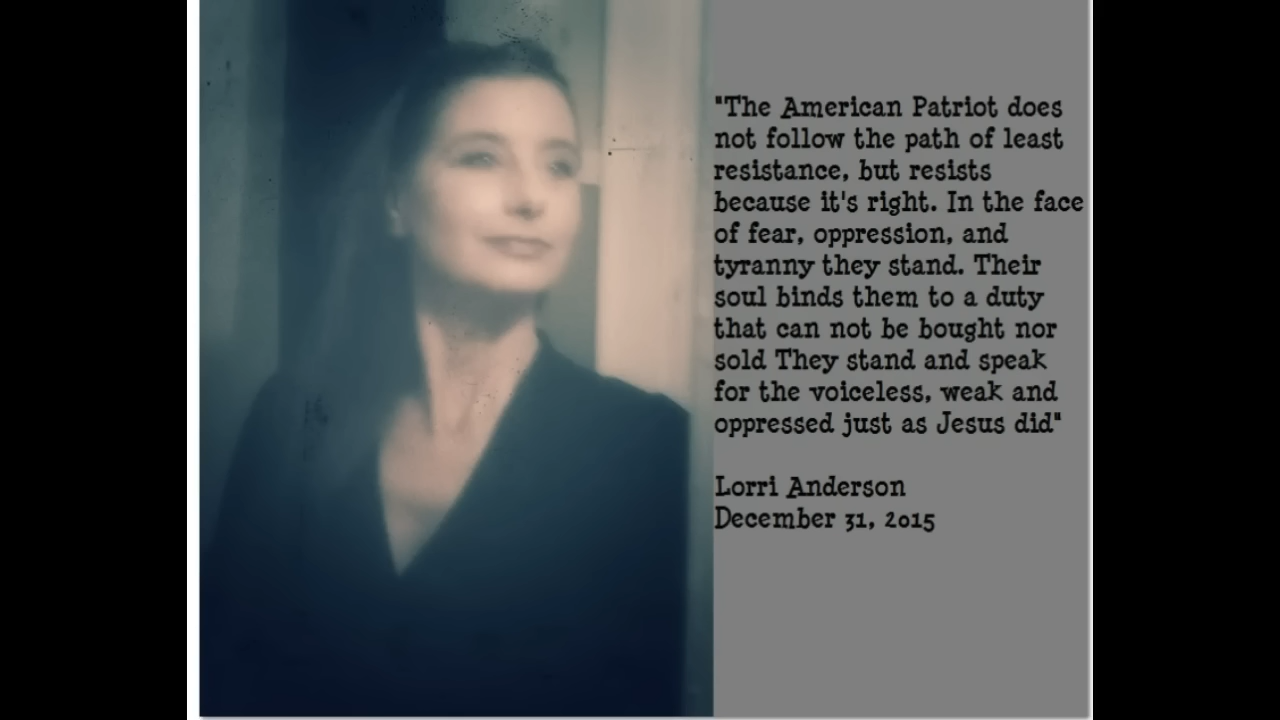 "The American Patriot does
not follow the path of least
resistance, but resists
because it's right. In the face
of fear, oppression, and
tyranny they stand. Their
soul binds them to a duty
that can not be bought nor
sold They stand and speak
for the voiceless, weak and
oppressed just as Jesus did"
Lorri Anderson
December 31, 2015